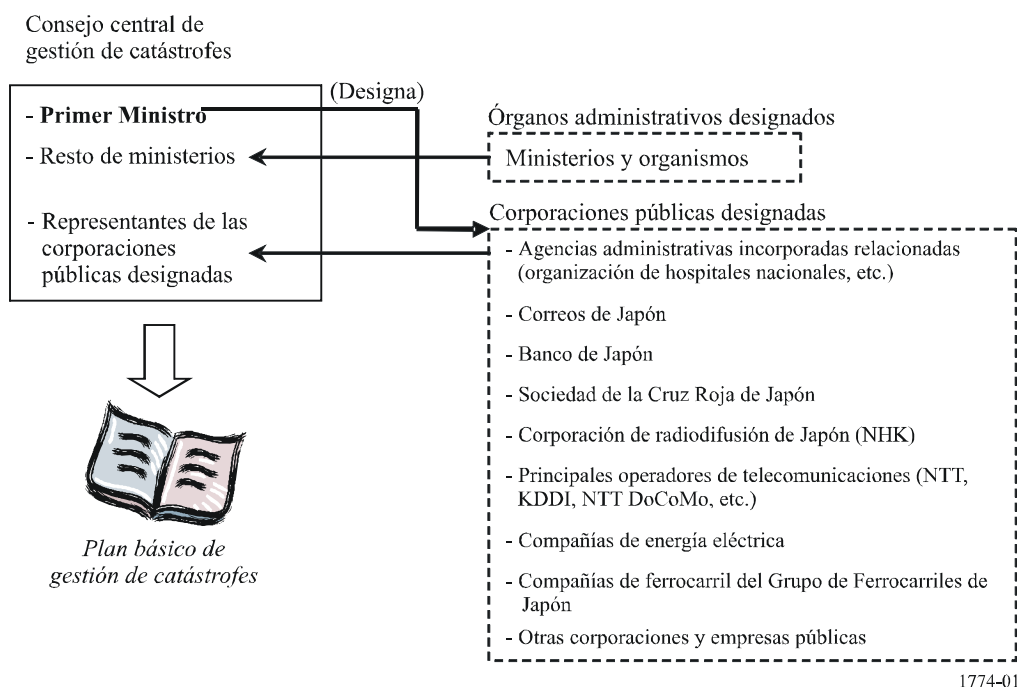 Consejo central de
gestión de catástrofes
(Designa)
- Primer Ministro
- Resto de ministerios
- Representantes de las
corporaciones
públicas designadas
Plan básico de
gestión de catástrofes
Órganos administrativos designados
Ministerios y organismos
Corporaciones públicas designadas
- Agencias administrativas incorporadas relacionadas
(organización de hospitales nacionales, etc.)
- Correos de Japón
- Banco de Japón
- Sociedad de la Cruz Roja de Japón
- Corporación de radiodifusión de Japón (NHK)
- Principales operadores de telecomunicaciones (NTT,
KDDI, NTT DoCoMo, etc.)
- Compañías de energía eléctrica
- Compañías de ferrocarril del Grupo de Ferrocarriles de
Japón
- Otras corporaciones y empresas públicas
1774-01